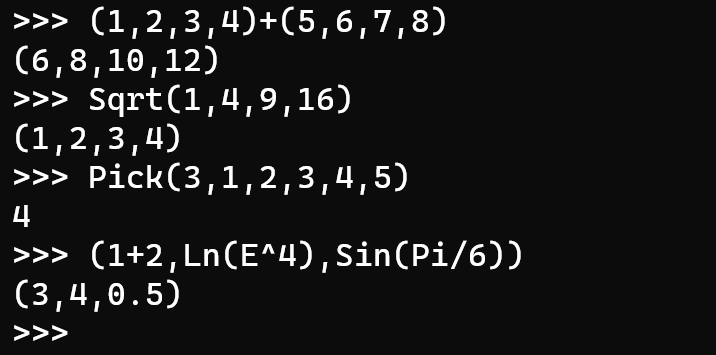 >>> (1,2,3,4)+(5,6,7,8)
(6,8,10,12)
>>> Sqrt(1,4,9,16)
(1,2,3,4)
>>> Pick(3,1,2,3,4,5)
4
>>> (1+2,Ln(E^4),Sin(Pi/6))
(3,4,0.5)
>>>